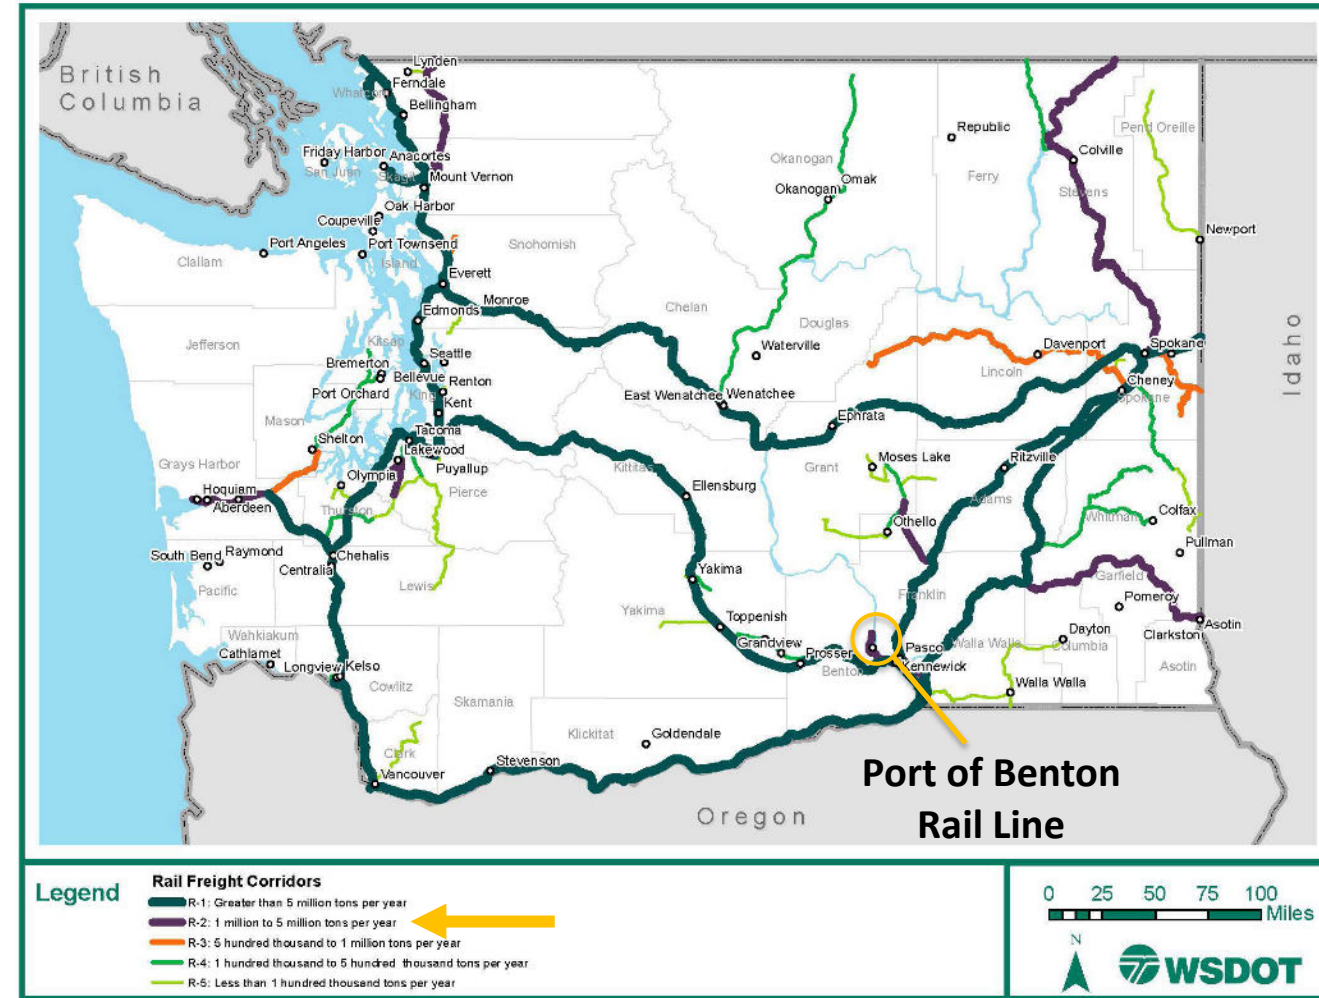 British
Columbia
Lynden
Ferndale
Whatcom
Bellingham
Friday Harbor
San Juan
Anacortes
Skagit
Mount Vernon
Oak Harbor
Coupeville
Port Angeles
Port Townsend
Island
Clallam
Snohomish
Everett
Monroe
Edmonds
Jefferson
Kitsap
Seattle
Bremerton
Bellevue
Renton
King
Port Orchard
Kent
Mason
Tacoma
Shelton
Lakewood
Puyallup
Grays Harbor
Olympia
Pierce
Hoquiam
Aberdeen
Thurston
South Bend
Raymond
Chehalis
Centralia
Pacific
Lewis
Wahkiakum
Cathlamet
Longview
Kelso
Cowlitz
Skamania
Clark
Vancouver
Stevenson
Klickitat
Goldendale
Okanogan
Okanogan
Omak
Republic
Ferry
Pend Oreille
Colville
Stevens
Newport
Chelan
Douglas
Waterville
East Wenatchee
Wenatchee
Davenport
Lincoln
Spokane
Cheney
Spokane
Ephrata
Grant
Moses Lake
Ritzville
Adams
Kittitas
Ellensburg
Othello
Whitman
Colfax
Pullman
Yakima
Yakima
Toppenish
Grandview
Prosser
Benton
Franklin
Pasco
Kennewick
Walla Walla
Walla Walla
Dayton
Columbia
Garfield
Pomeroy
Clarkston
Asotin
Asotin
Idaho
Oregon
Port of Benton
Rail Line
Legend
Rail Freight Corridors
R-1: Greater than 5 million tons per year
R-2: 1 million to 5 million tons per year
R-3: 5 hundred thousand to 1 million tons per year
R-4: 1 hundred thousand to 5 hundred thousand tons per year
R-5: Less than 1 hundred thousand tons per year
0 25 50 75 100
Miles
N
WSDOT